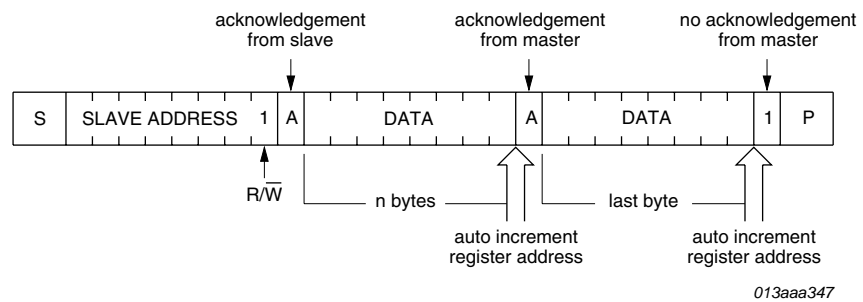 acknowledgement
from slave
acknowledgement
from master
no acknowledgement
from master
S SLAVE ADDRESS 1 A DATA A DATA 1 P
R/W̅
n bytes
last byte
auto increment
register address
auto increment
register address
013aaa347